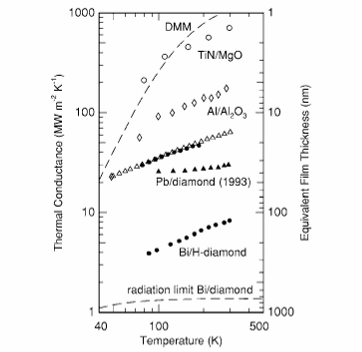 1000
1
DMM
TiN/MgO
Thermal Conductance (MW m⁻² K⁻¹)
Equivalent Film Thickness (nm)
100
10
Al/Al₂O₃
Pb/diamond (1993)
10
100
Bi/H-diamond
radiation limit Bi/diamond
1
1000
40
100
500
Temperature (K)